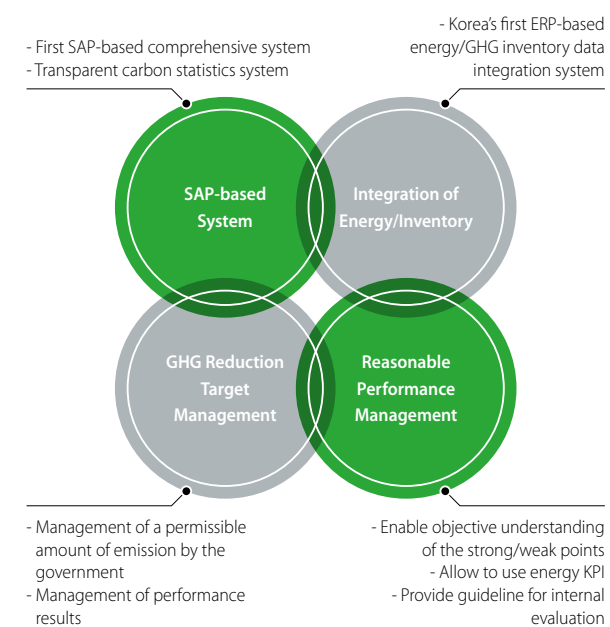 - First SAP-based comprehensive system
- Transparent carbon statistics system
- Korea's first ERP-based
energy/GHG inventory data
integration system
SAP-based
System
Integration of
Energy/Inventory
GHG Reduction
Target
Management
Reasonable
Performance
Management
- Management of a permissible
amount of emission by the
government
- Management of performance
results
- Enable objective understanding
of the strong/weak points
- Allow to use energy KPI
- Provide guideline for internal
evaluation